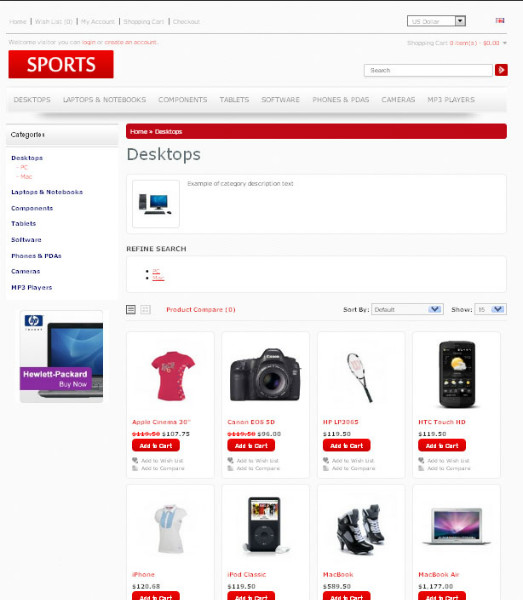 Home Wish List (0) My Account Shopping Cart Checkout
US Dollar
Welcome visitor you can login or create an account.
Shopping Cart 0 item(s) - $0.00
SPORTS
Search
DESKTOPS LAPTOPS & NOTEBOOKS COMPONENTS TABLETS SOFTWARE PHONES & PDAS CAMERAS MP3 PLAYERS
Categories
Desktops
- PC
- Mac
Laptops & Notebooks
Components
Tablets
Software
Phones & PDAs
Cameras
MP3 Players
hp
Hewlett-Packard
Buy Now
Home » Desktops
Desktops
Example of category description text
REFINE SEARCH
PC
Mac
Product Compare (0)
Sort By: Default
Show: 15
Canon
Apple Cinema 30" Canon EOS 5D HP LP3065 HTC Touch HD
$119.50 $107.75 $119.50 $96.00 $119.50 $119.50
Add to Cart Add to Cart Add to Cart Add to Cart
Add to Wish List Add to Wish List Add to Wish List Add to Wish List
Add to Compare Add to Compare Add to Compare Add to Compare
iPhone iPod Classic MacBook MacBook Air
$120.68 $119.50 $589.50 $1,177.00
Add to Cart Add to Cart Add to Cart Add to Cart